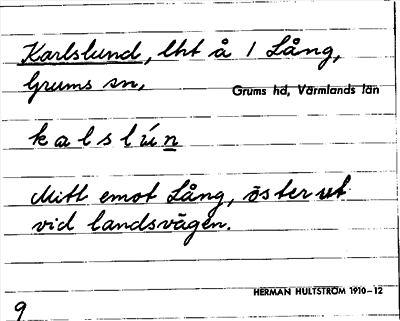 Karlslund, lht å 1 Lång,
Grums sn,
Grums hd, Värmlands län
kalslún
Mitt emot Lång, öster ut
vid landsvägen.
HERMAN HULTSTRÖM 1910–12
9